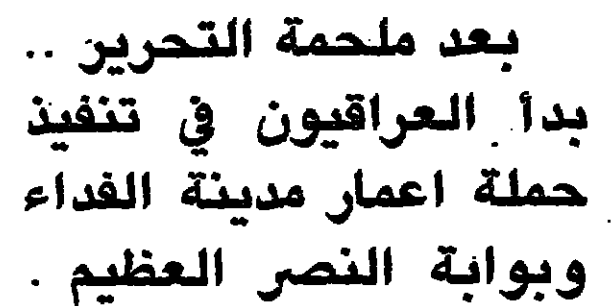 بعد ملحمة التحرير ..
بدأ العراقيون في تنفيذ
حملة اعمار مدينة الفداء
وبوابة النصر العظيم .